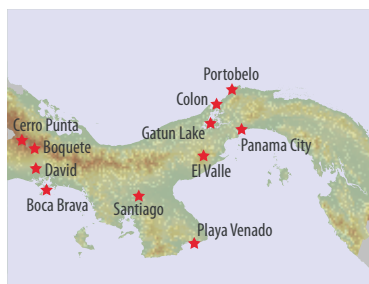 Portobelo
Colon
Gatun Lake
Panama City
Cerro Punta
Boquete
David
El Valle
Boca Brava
Santiago
Playa Venado